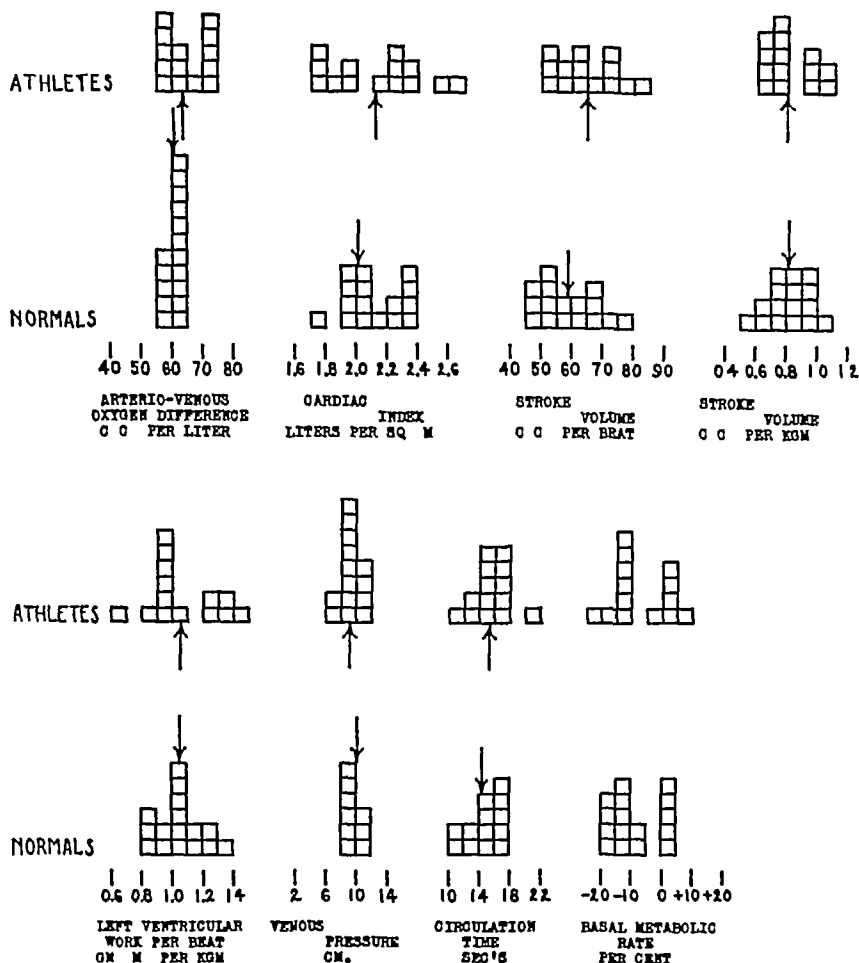 ATHLETES
NORMALS
40 50 60 70 80
1.6 1.8 2.0 2.2 2.4 2.6
40 50 60 70 80 90
0.4 0.6 0.8 1.0 1.2
ARTERIO-VENOUS
OXYGEN DIFFERENCE
C C PER LITER
CARDIAC
INDEX
LITERS PER SQ M
STROKE
VOLUME
C C PER BEAT
STROKE
VOLUME
C C PER KGM
ATHLETES
NORMALS
0.6 0.8 1.0 1.2 1.4
2 6 10 14
10 14 18 22
-20 -10 0 +10 +20
LEFT VENTRICULAR
WORK PER BEAT
GM M PER KGM
VENOUS
PRESSURE
CM.
CIRCULATION
TIME
SEC'S
BASAL METABOLIC
RATE
PER CENT